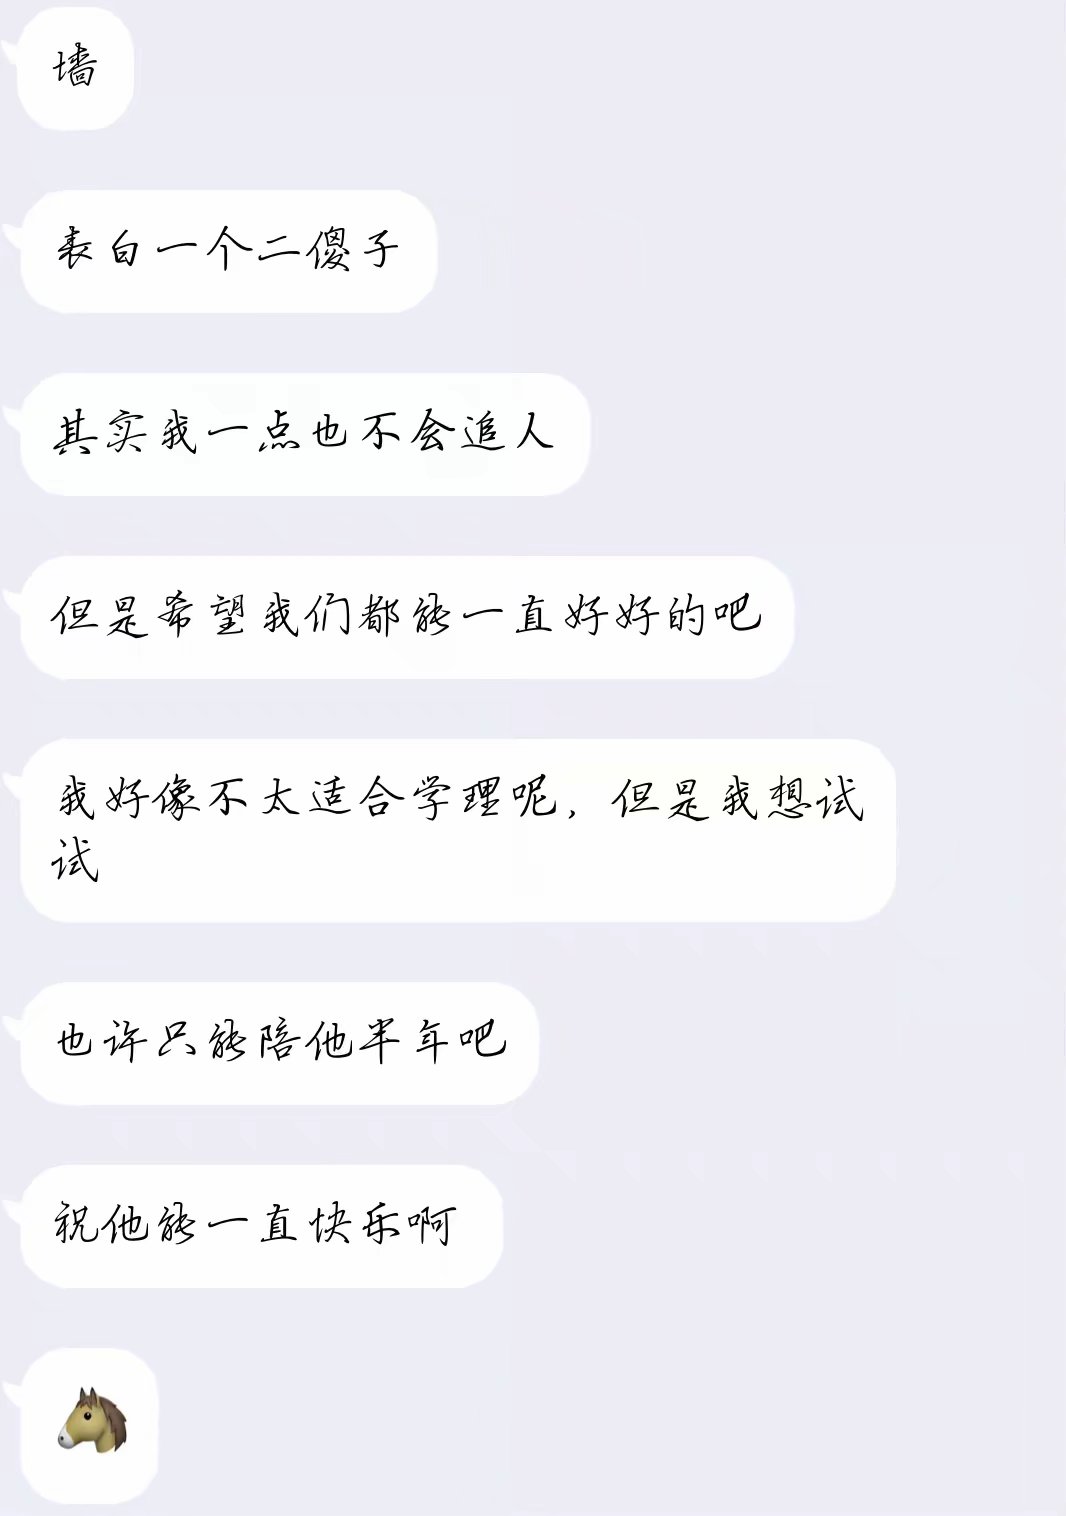 墙
表白一个二傻子
其实我一点也不会追人
但是希望我们都能一直好好的吧
我好像不太适合学理呢，但是我想试
试
也许只能陪他半年吧
祝他能一直快乐啊
🐴